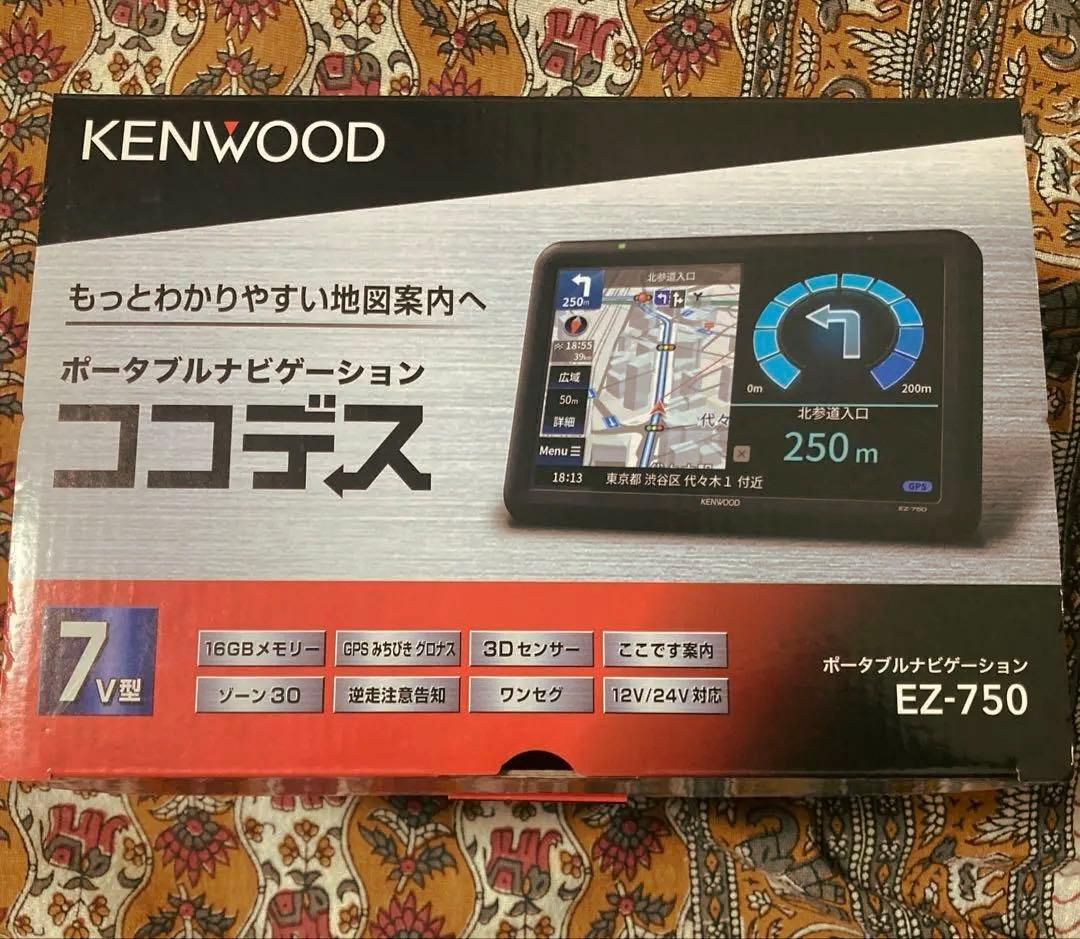 KENWOOD
もっとわかりやすい地図案内へ
ポータブルナビゲーション
ココデス
250m
北参道入口
18:55
39km
広域
50m
詳細
Menu
代々
18:13
東京都 渋谷区 代々木1 付近
0m
200m
北参道入口
250 m
GPS
KENWOOD
EZ-750
7V型
16GBメモリー
GPS みちびき グロナス
3Dセンサー
ここです案内
ゾーン30
逆走注意告知
ワンセグ
12V/24V対応
ポータブルナビゲーション
EZ-750